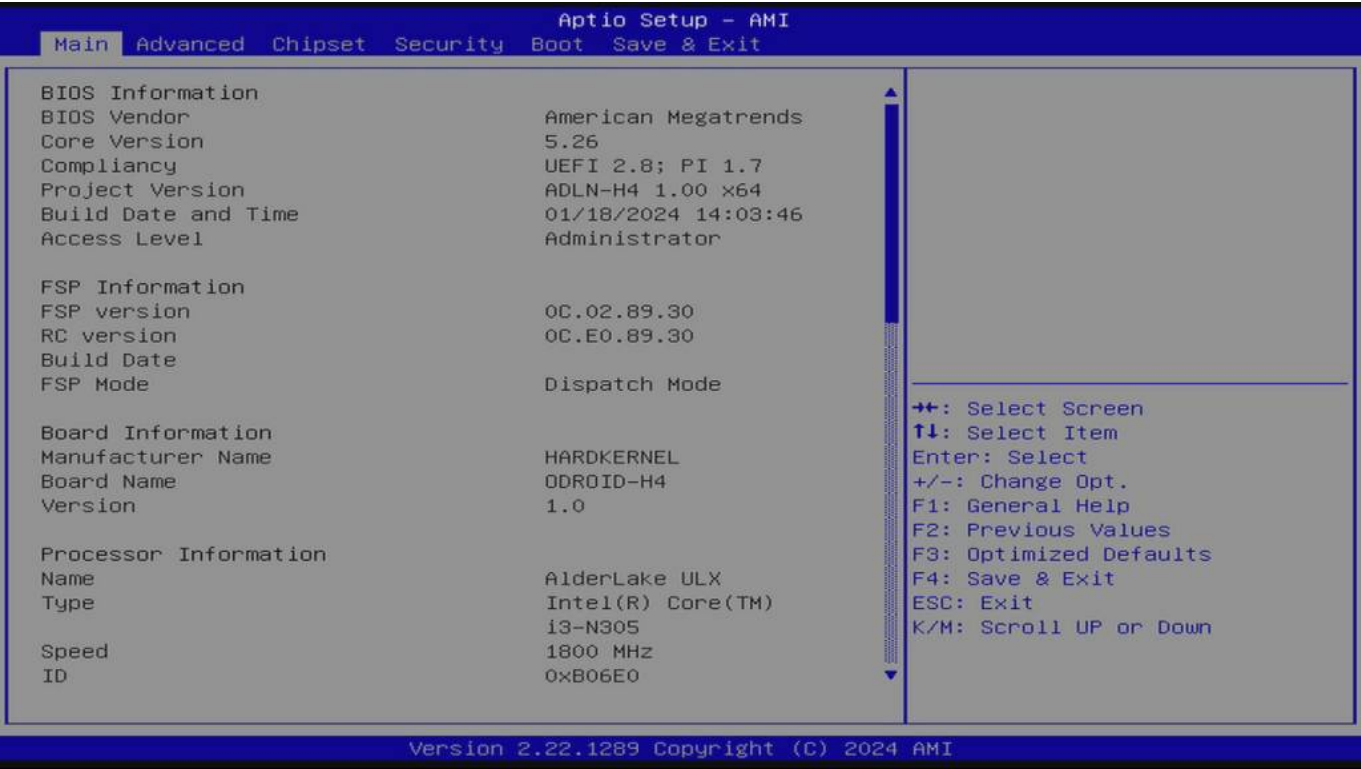 Aptio Setup - AMI
Main Advanced Chipset Security Boot Save & Exit
BIOS Information
BIOS Vendor American Megatrends
Core Version 5.26
Compliancy UEFI 2.8; PI 1.7
Project Version ADLN-H4 1.00 x64
Build Date and Time 01/18/2024 14:03:46
Access Level Administrator
FSP Information
FSP version 0C.02.89.30
RC version 0C.E0.89.30
Build Date
FSP Mode Dispatch Mode
Board Information
Manufacturer Name HARDKERNEL
Board Name ODROID-H4
Version 1.0
Processor Information
Name AlderLake ULX
Type Intel(R) Core(TM)
i3-N305
Speed 1800 MHz
ID 0xB06E0
→←: Select Screen
↑↓: Select Item
Enter: Select
+/-: Change Opt.
F1: General Help
F2: Previous Values
F3: Optimized Defaults
F4: Save & Exit
ESC: Exit
K/M: Scroll UP or Down
Version 2.22.1289 Copyright (C) 2024 AMI